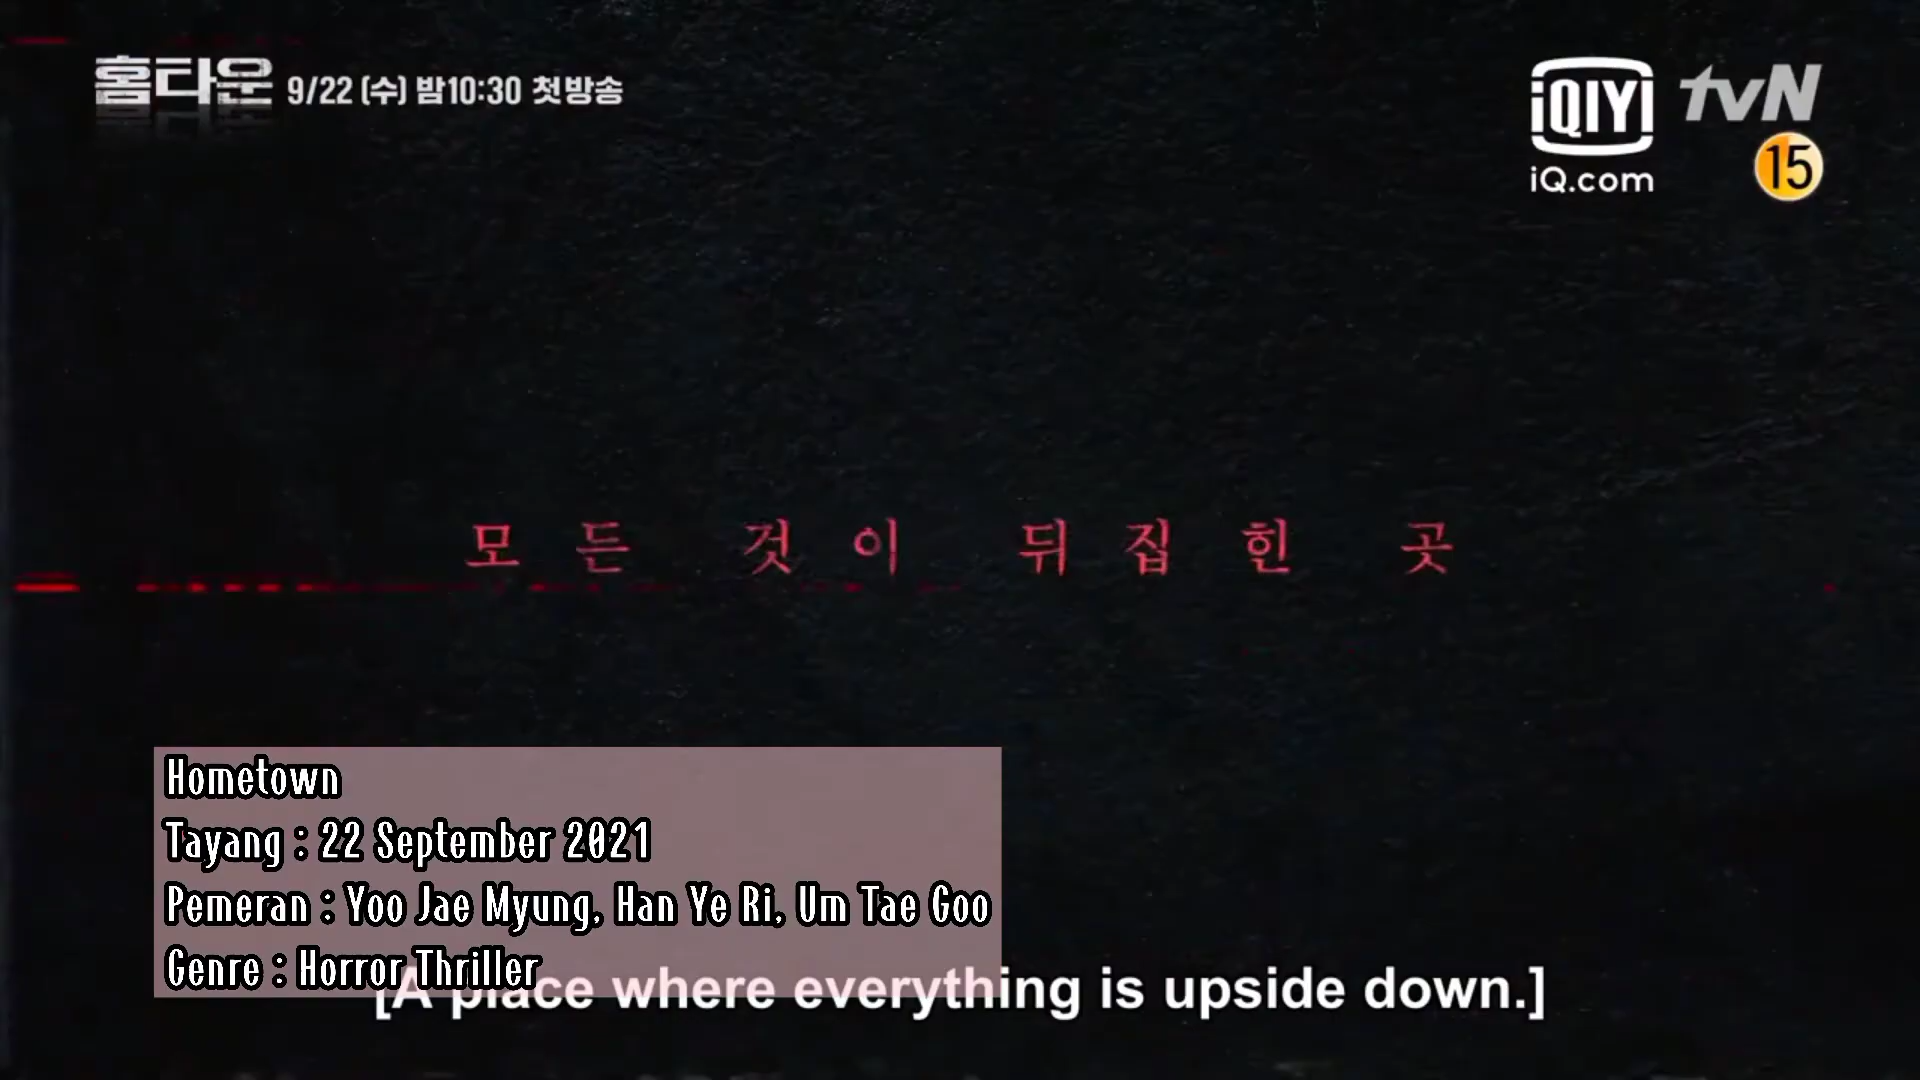 홈타운 9/22 (수) 밤10:30 첫방송
iQIYI
iQ.com
tvN
15
모든 것이 뒤집힌 곳
Hometown
Tayang : 22 September 2021
Pemeran : Yoo Jae Myung, Han Ye Ri, Um Tae Goo
Genre : Horror Thriller
[A place where everything is upside down.]